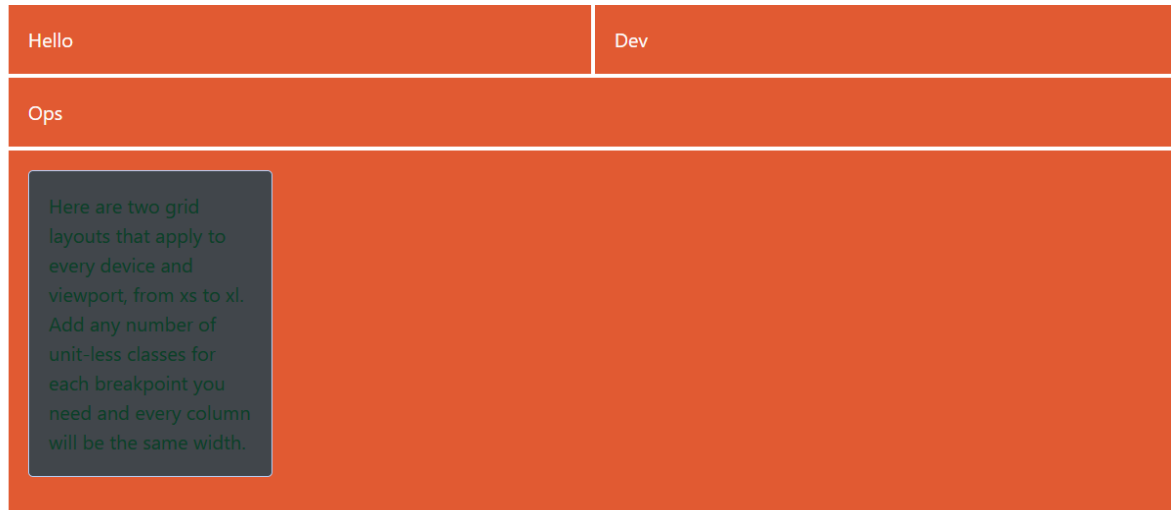 Hello
Dev
Ops
Here are two grid
layouts that apply to
every device and
viewport, from xs to xl.
Add any number of
unit-less classes for
each breakpoint you
need and every column
will be the same width.